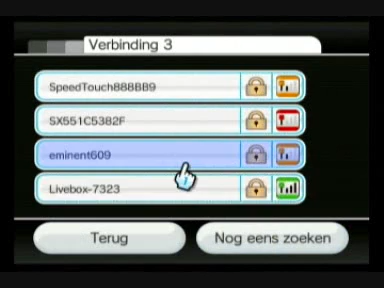 Verbinding 3
SpeedTouch888BB9
SX551C5382F
eminent609
Livebox-7323
Terug
Nog eens zoeken